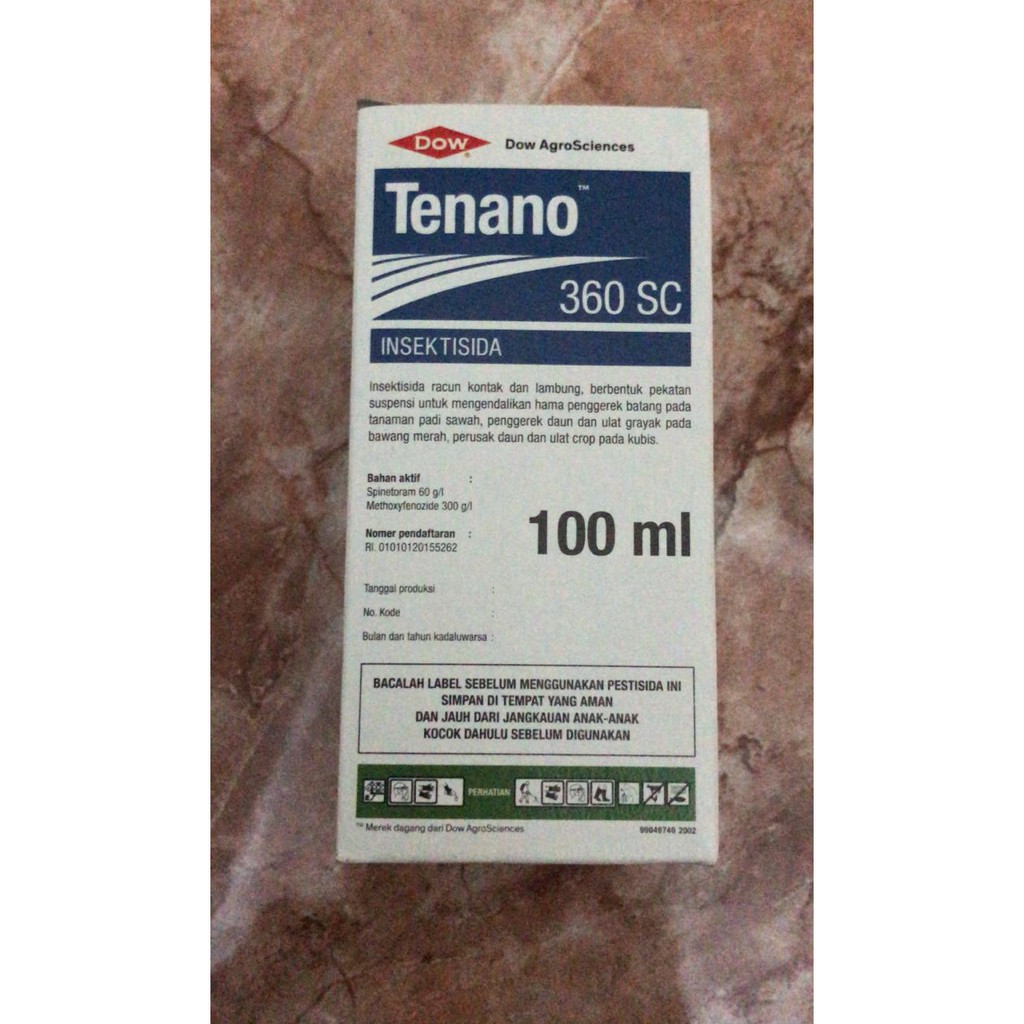 DOW
Dow AgroSciences
Tenano™
360 SC
INSEKTISIDA
Insektisida racun kontak dan lambung, berbentuk pekatan
suspensi untuk mengendalikan hama penggerek batang pada
tanaman padi sawah, penggerek daun dan ulat grayak pada
bawang merah, perusak daun dan ulat crop pada kubis.
Bahan aktif :
Spinetoram 60 g/l
Methoxyfenozide 300 g/l
100 ml
Nomer pendaftaran :
RI. 01010120155262
Tanggal produksi :
No. Kode :
Bulan dan tahun kadaluwarsa :
BACALAH LABEL SEBELUM MENGGUNAKAN PESTISIDA INI
SIMPAN DI TEMPAT YANG AMAN
DAN JAUH DARI JANGKAUAN ANAK-ANAK
KOCOK DAHULU SEBELUM DIGUNAKAN
PERHATIAN
™ Merek dagang dari Dow AgroSciences
2002